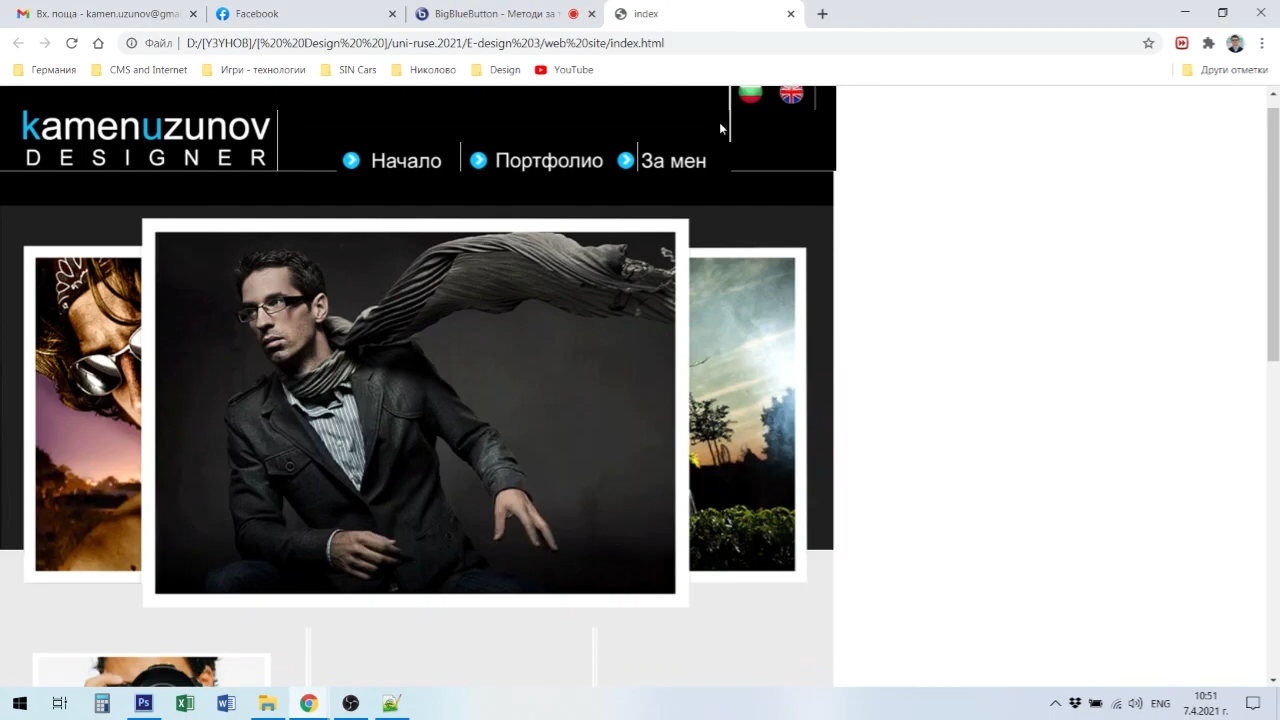 Вх. поща - kamen.uzunov@gma
Facebook
BigBlueButton - Методи за т
index
Файл
D:/[Y3YHOB]/[%20%20Design%20%20]/uni-ruse.2021/E-design%203/web%20site/index.html
Германия
CMS and Internet
Игри - технологии
SIN Cars
Николово
Design
YouTube
Други отметки
kamenuzunov
DESIGNER
Начало
Портфолио
За мен
ENG
10:51
7.4.2021 г.